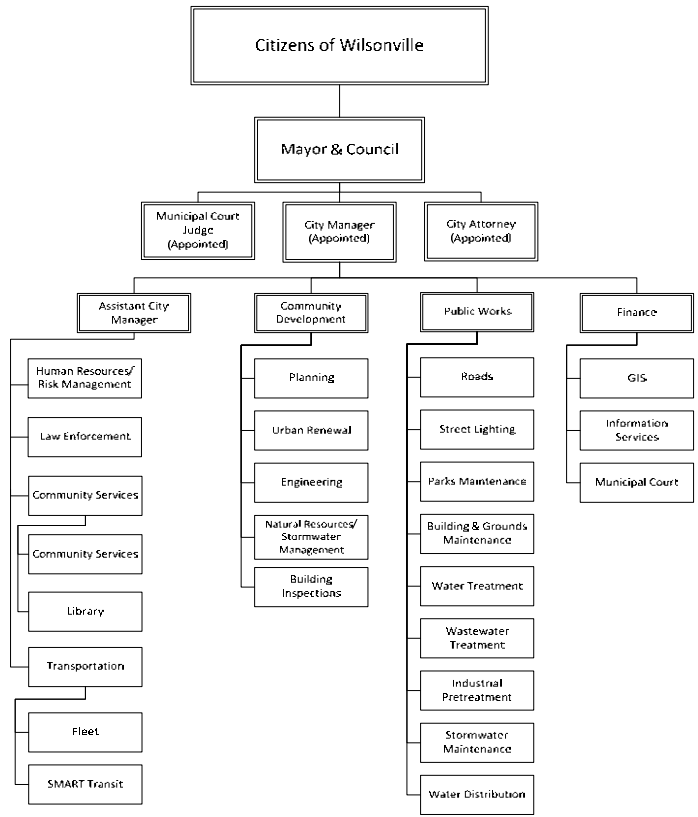 Citizens of Wilsonville
Mayor & Council
Municipal Court
Judge
(Appointed)
City Manager
(Appointed)
City Attorney
(Appointed)
Assistant City
Manager
Community
Development
Public Works
Finance
Human Resources/
Risk Management
Law Enforcement
Community Services
Community Services
Library
Transportation
Fleet
SMART Transit
Planning
Urban Renewal
Engineering
Natural Resources/
Stormwater
Management
Building
Inspections
Roads
Street Lighting
Parks Maintenance
Building & Grounds
Maintenance
Water Treatment
Wastewater
Treatment
Industrial
Pretreatment
Stormwater
Maintenance
Water Distribution
GIS
Information
Services
Municipal Court